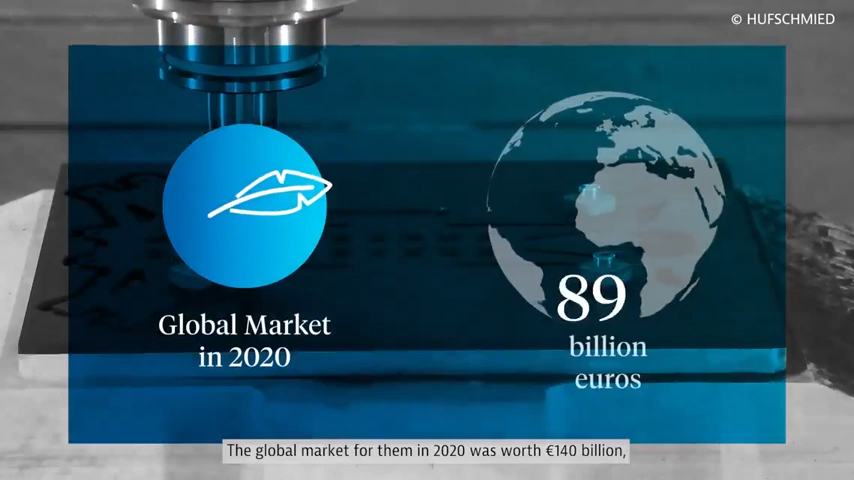 © HUFSCHMIED
Global Market
in 2020
89
billion
euros
The global market for them in 2020 was worth €140 billion,